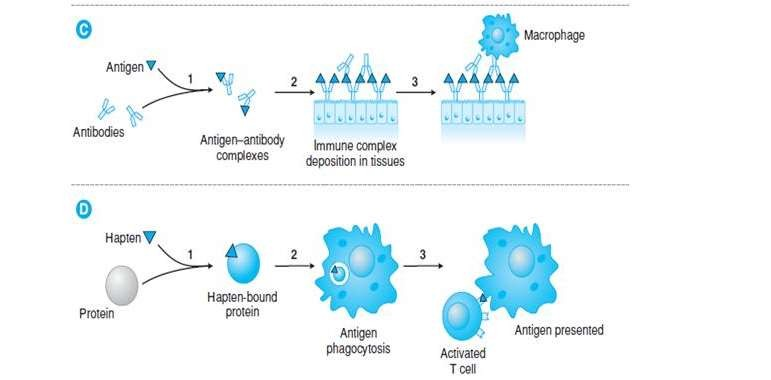 C
Antigen
1
2
3
Macrophage
Antibodies
Antigen–antibody
complexes
Immune complex
deposition in tissues
D
Hapten
1
2
3
Protein
Hapten-bound
protein
Antigen
phagocytosis
Activated
T cell
Antigen presented